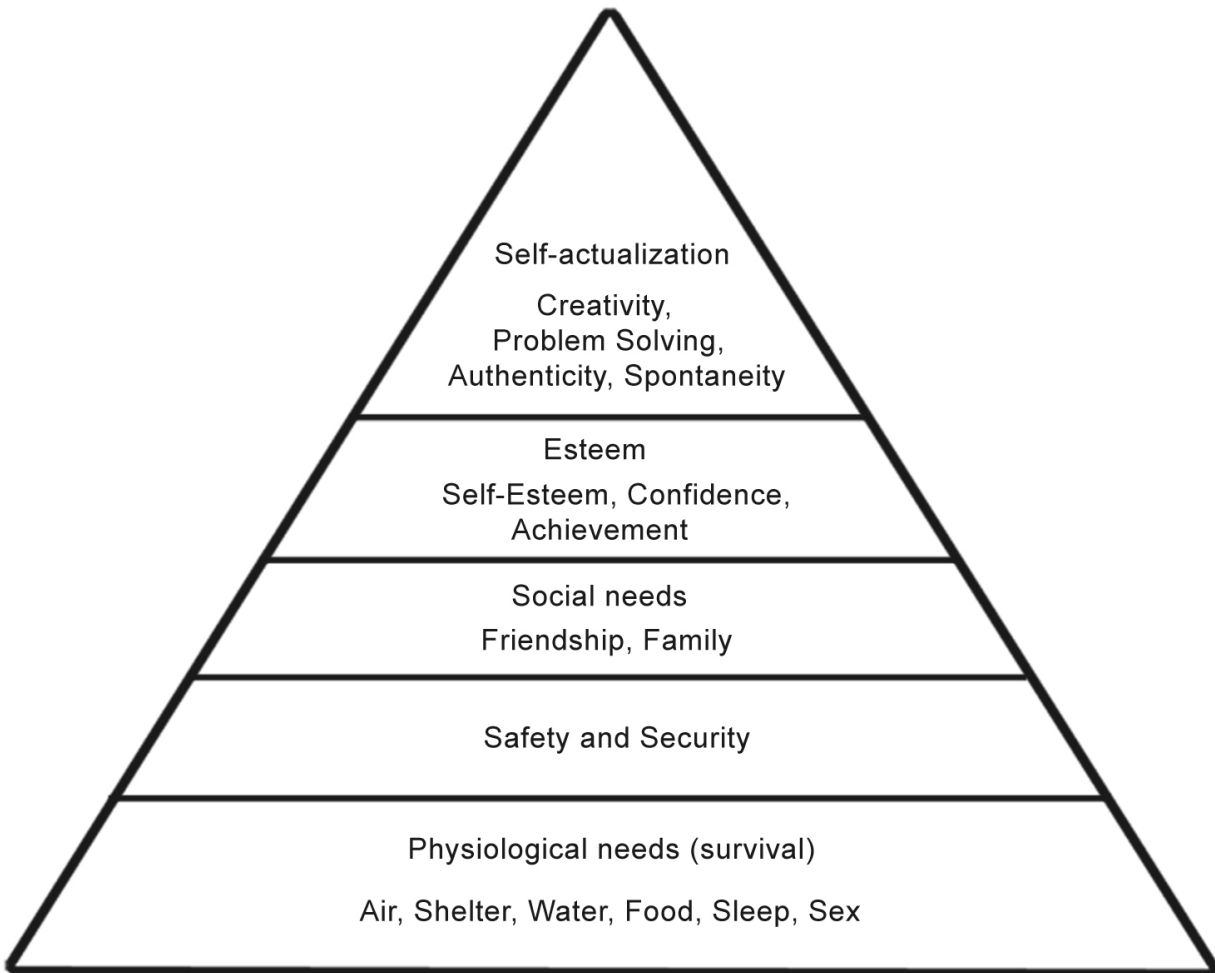 Self-actualization
Creativity,
Problem Solving,
Authenticity, Spontaneity
Esteem
Self-Esteem, Confidence,
Achievement
Social needs
Friendship, Family
Safety and Security
Physiological needs (survival)
Air, Shelter, Water, Food, Sleep, Sex